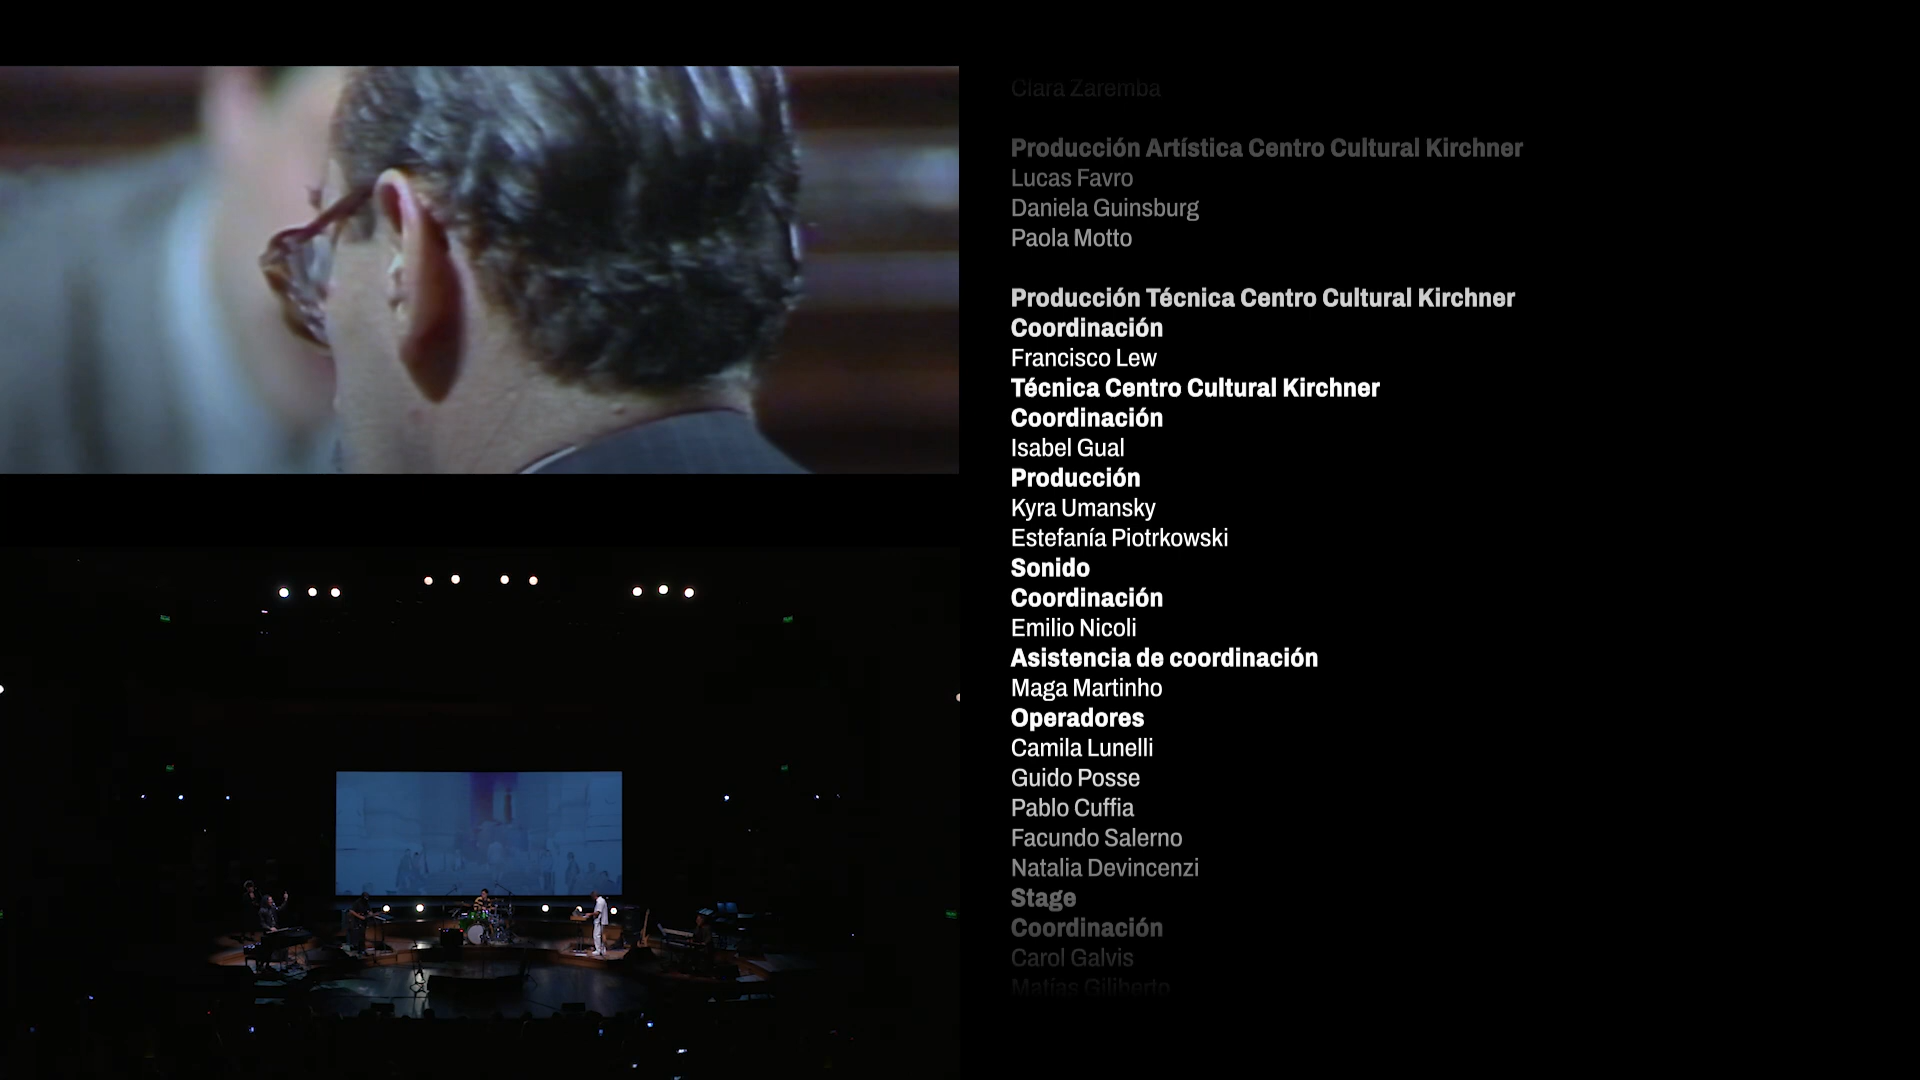 Clara Zaremba
Producción Artística Centro Cultural Kirchner
Lucas Favro
Daniela Guinsburg
Paola Motto
Producción Técnica Centro Cultural Kirchner
Coordinación
Francisco Lew
Técnica Centro Cultural Kirchner
Coordinación
Isabel Gual
Producción
Kyra Umansky
Estefanía Piotrkowski
Sonido
Coordinación
Emilio Nicoli
Asistencia de coordinación
Maga Martinho
Operadores
Camila Lunelli
Guido Posse
Pablo Cuffia
Facundo Salerno
Natalia Devincenzi
Stage
Coordinación
Carol Galvis
Matías Giliberto